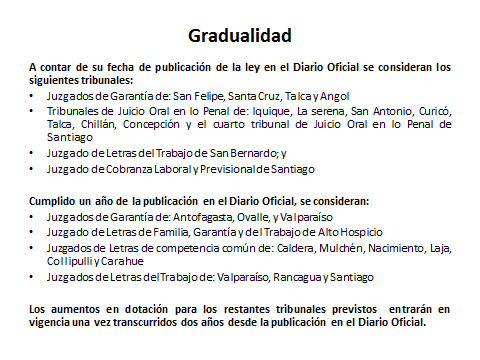 Gradualidad
A contar de su fecha de publicación de la ley en el Diario Oficial se consideran los
siguientes tribunales:
• Juzgados de Garantía de: San Felipe, Santa Cruz, Talca y Angol
• Tribunales de Juicio Oral en lo Penal de: Iquique, La serena, San Antonio, Curicó,
Talca, Chillán, Concepción y el cuarto tribunal de Juicio Oral en lo Penal de
Santiago
• Juzgado de Letras del Trabajo de San Bernardo; y
• Juzgado de Cobranza Laboral y Previsional de Santiago
Cumplido un año de la publicación en el Diario Oficial, se consideran:
• Juzgados de Garantía de: Antofagasta, Ovalle, y Valparaíso
• Juzgado de Letras de Familia, Garantía y del Trabajo de Alto Hospicio
• Juzgados de Letras de competencia común de: Caldera, Mulchén, Nacimiento, Laja,
Collipulli y Carahue
• Juzgados de Letras del Trabajo de: Valparaíso, Rancagua y Santiago
Los aumentos en dotación para los restantes tribunales previstos entrarán en
vigencia una vez transcurridos dos años desde la publicación en el Diario Oficial.